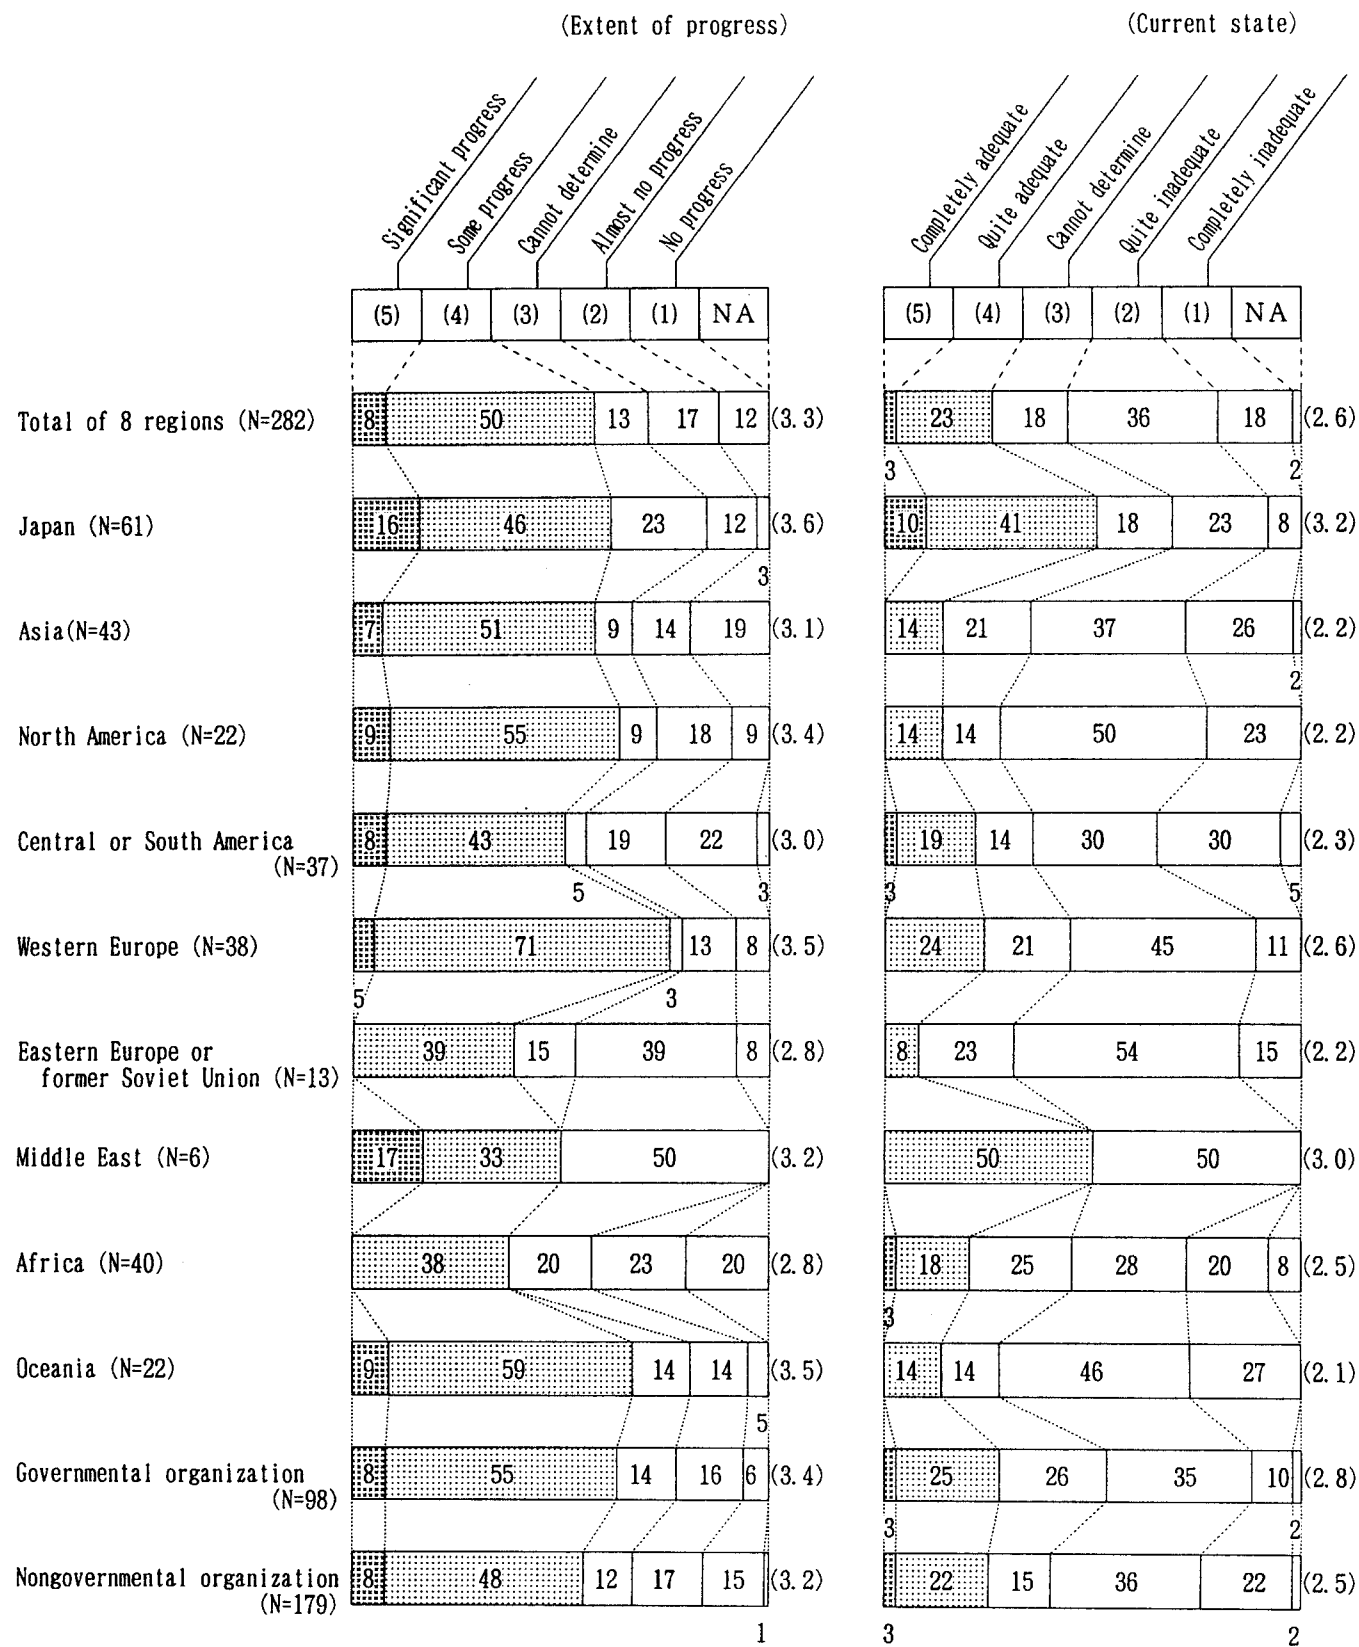 (Extent of progress) (Current state)
Significant progress Some progress Cannot determine Almost no progress No progress Completely adequate Quite adequate Cannot determine Quite inadequate Completely inadequate
(5) (4) (3) (2) (1) NA (5) (4) (3) (2) (1) NA
Total of 8 regions (N=282) 8 50 13 17 12 (3.3) 23 18 36 18 (2.6)
3 2
Japan (N=61) 16 46 23 12 (3.6) 10 41 18 23 8 (3.2)
3
Asia(N=43) 7 51 9 14 19 (3.1) 14 21 37 26 (2.2)
2
North America (N=22) 9 55 9 18 9 (3.4) 14 14 50 23 (2.2)
Central or South America 8 43 19 22 (3.0) 19 14 30 30 (2.3)
(N=37)
5 3 3 5
Western Europe (N=38) 71 13 8 (3.5) 24 21 45 11 (2.6)
5 3
Eastern Europe or 39 15 39 8 (2.8) 8 23 54 15 (2.2)
former Soviet Union (N=13)
Middle East (N=6) 17 33 50 (3.2) 50 50 (3.0)
Africa (N=40) 38 20 23 20 (2.8) 18 25 28 20 8 (2.5)
3
Oceania (N=22) 9 59 14 14 (3.5) 14 14 46 27 (2.1)
5
Governmental organization 8 55 14 16 6 (3.4) 25 26 35 10 (2.8)
(N=98)
3 2
Nongovernmental organization 8 48 12 17 15 (3.2) 22 15 36 22 (2.5)
(N=179)
1 3 2